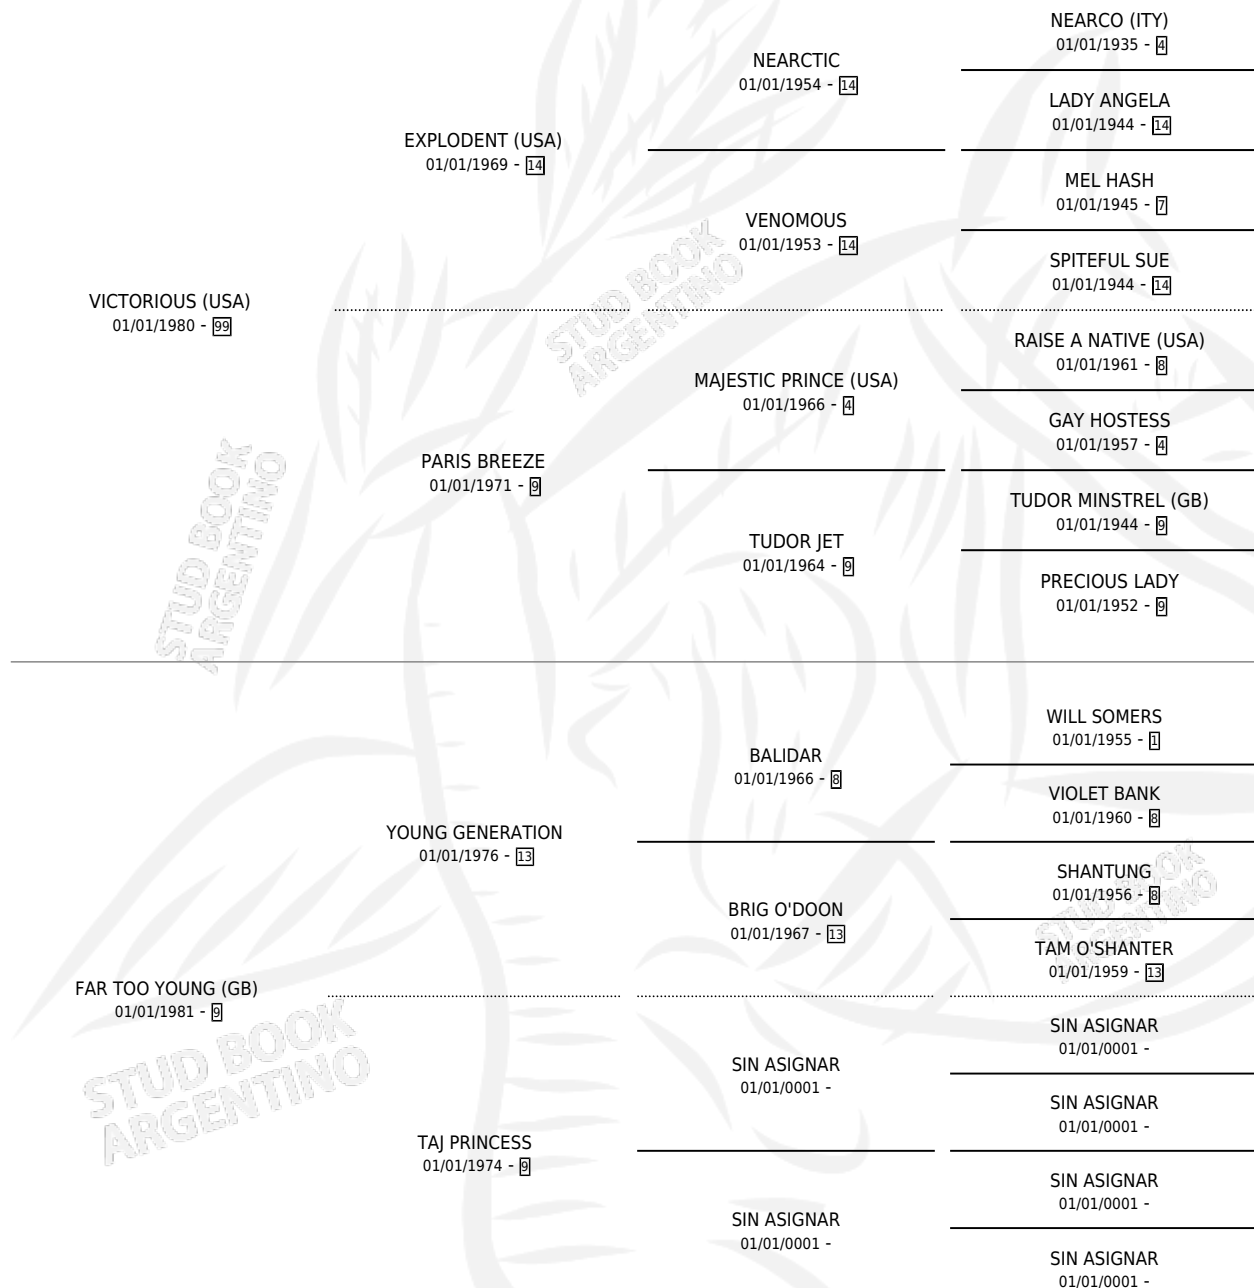 VICTORIOUS (USA)
01/01/1980 - 99
EXPLODENT (USA)
01/01/1969 - 14
NEARCTIC
01/01/1954 - 14
NEARCO (ITY)
01/01/1935 - 4
LADY ANGELA
01/01/1944 - 14
VENOMOUS
01/01/1953 - 14
MEL HASH
01/01/1945 - 7
SPITEFUL SUE
01/01/1944 - 14
PARIS BREEZE
01/01/1971 - 9
MAJESTIC PRINCE (USA)
01/01/1966 - 4
RAISE A NATIVE (USA)
01/01/1961 - 8
GAY HOSTESS
01/01/1957 - 4
TUDOR JET
01/01/1964 - 9
TUDOR MINSTREL (GB)
01/01/1944 - 9
PRECIOUS LADY
01/01/1952 - 9
FAR TOO YOUNG (GB)
01/01/1981 - 9
YOUNG GENERATION
01/01/1976 - 13
BALIDAR
01/01/1966 - 8
WILL SOMERS
01/01/1955 - 1
VIOLET BANK
01/01/1960 - 8
BRIG O'DOON
01/01/1967 - 13
SHANTUNG
01/01/1956 - 8
TAM O'SHANTER
01/01/1959 - 13
TAJ PRINCESS
01/01/1974 - 9
SIN ASIGNAR
01/01/0001 -
SIN ASIGNAR
01/01/0001 -
SIN ASIGNAR
01/01/0001 -
SIN ASIGNAR
01/01/0001 -
SIN ASIGNAR
01/01/0001 -
SIN ASIGNAR
01/01/0001 -
STUD BOOK
ARGENTINO
STUD BOOK
ARGENTINO
STUD BOOK
ARGENTINO
STUD BOOK
ARGENTINO